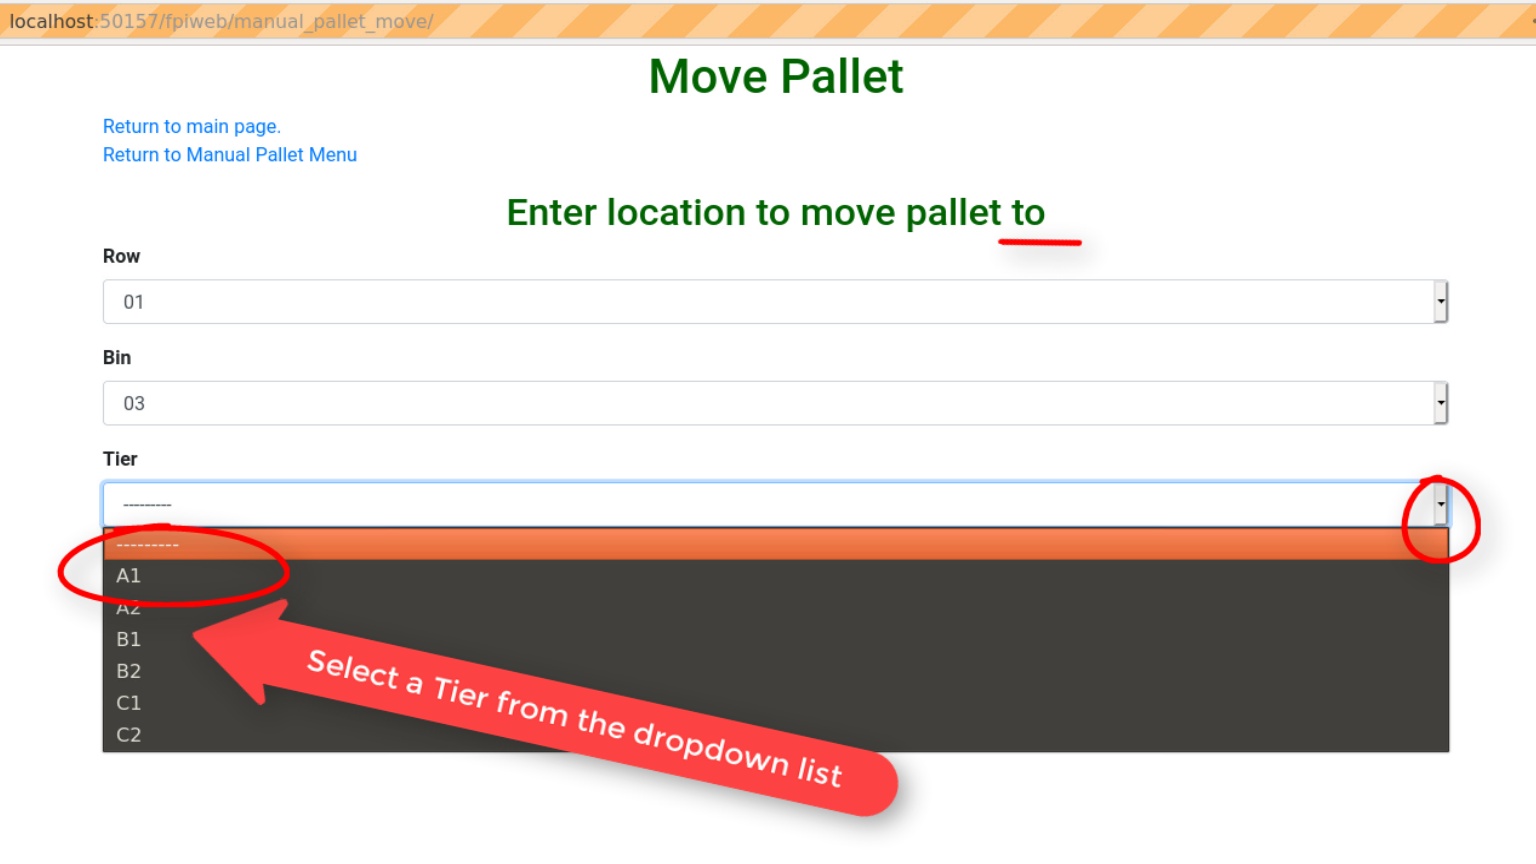 localhost:50157/fpiweb/manual_pallet_move/
Move Pallet
Return to main page.
Return to Manual Pallet Menu
Enter location to move pallet to
Row
01
Bin
03
Tier
---------
---------
A1
A2
B1
B2
C1
C2
Select a Tier from the dropdown list